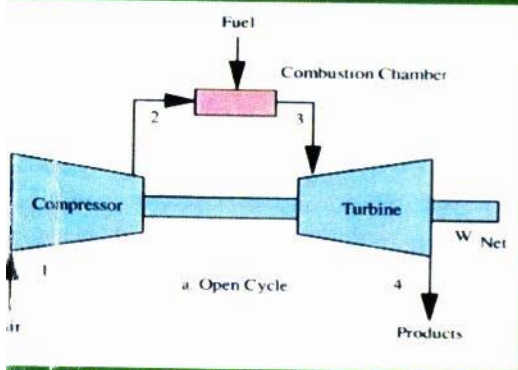 Fuel
Combustion Chamber
2
3
Compressor
Turbine
W Net
1
a. Open Cycle
4
ir
Products